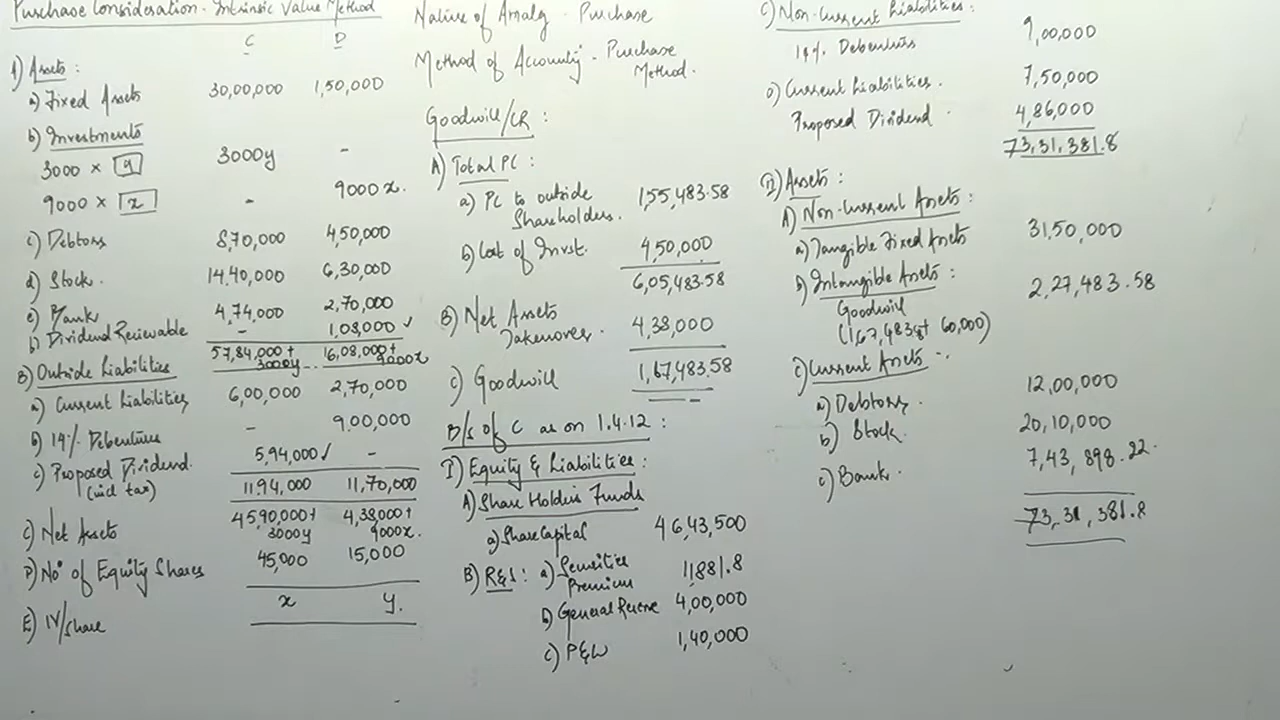 Purchase Consideration - Intrinsic Value Method
C D
A) Assets:
a) Fixed Assets 30,00,000 1,50,000
b) Investments
3000 × y 3000y -
9000 × x - 9000x.
c) Debtors 8,70,000 4,50,000
d) Stock. 14,40,000 6,30,000
e) Bank 4,74,000 2,70,000
b) Dividend Receivable - 1,08,000 ✓
57,84,000+ 16,08,000+
3000y 9000x
B) Outside Liabilities
a) Current Liabilities 6,00,000 2,70,000
b) 14% Debentures - 9,00,000
c) Proposed Dividend. 5,94,000 ✓ -
(incl tax) 11,94,000 11,70,000
C) Net Assets 45,90,000+ 4,38,000+
3000y 9000x.
D) No of Equity Shares 45,000 15,000
E) IV/Share x y.
Nature of Amalg - Purchase
Method of Accounty - Purchase
Method.
Goodwill/CR:
A) Total PC:
a) PC to outside 1,55,483.58
Shareholders.
b) Cost of Invst. 4,50,000
6,05,483.58
B) Net Assets
Takenover. 4,38,000
C) Goodwill 1,67,483.58
B/s of C as on 1.4.12:
I) Equity & Liabilities:
A) Share Holders Funds
a) Share Capital 46,43,500
B) R&S: a) Securities 11,881.8
Premium
b) General Reserve 4,00,000
c) P&L 1,40,000
C) Non-Current Liabilities:
14% Debentures 9,00,000
D) Current Liabilities. 7,50,000
Proposed Dividend. 4,86,000
73,31,381.8
II) Assets:
A) Non-Current Assets:
a) Tangible Fixed Assets 31,50,000
b) Intangible Assets:
Goodwill 2,27,483.58
(1,67,483.58+ 60,000)
C) Current Assets -.
a) Debtors. 12,00,000
b) Stock. 20,10,000
c) Bank. 7,43,898.22.
73,31,381.8